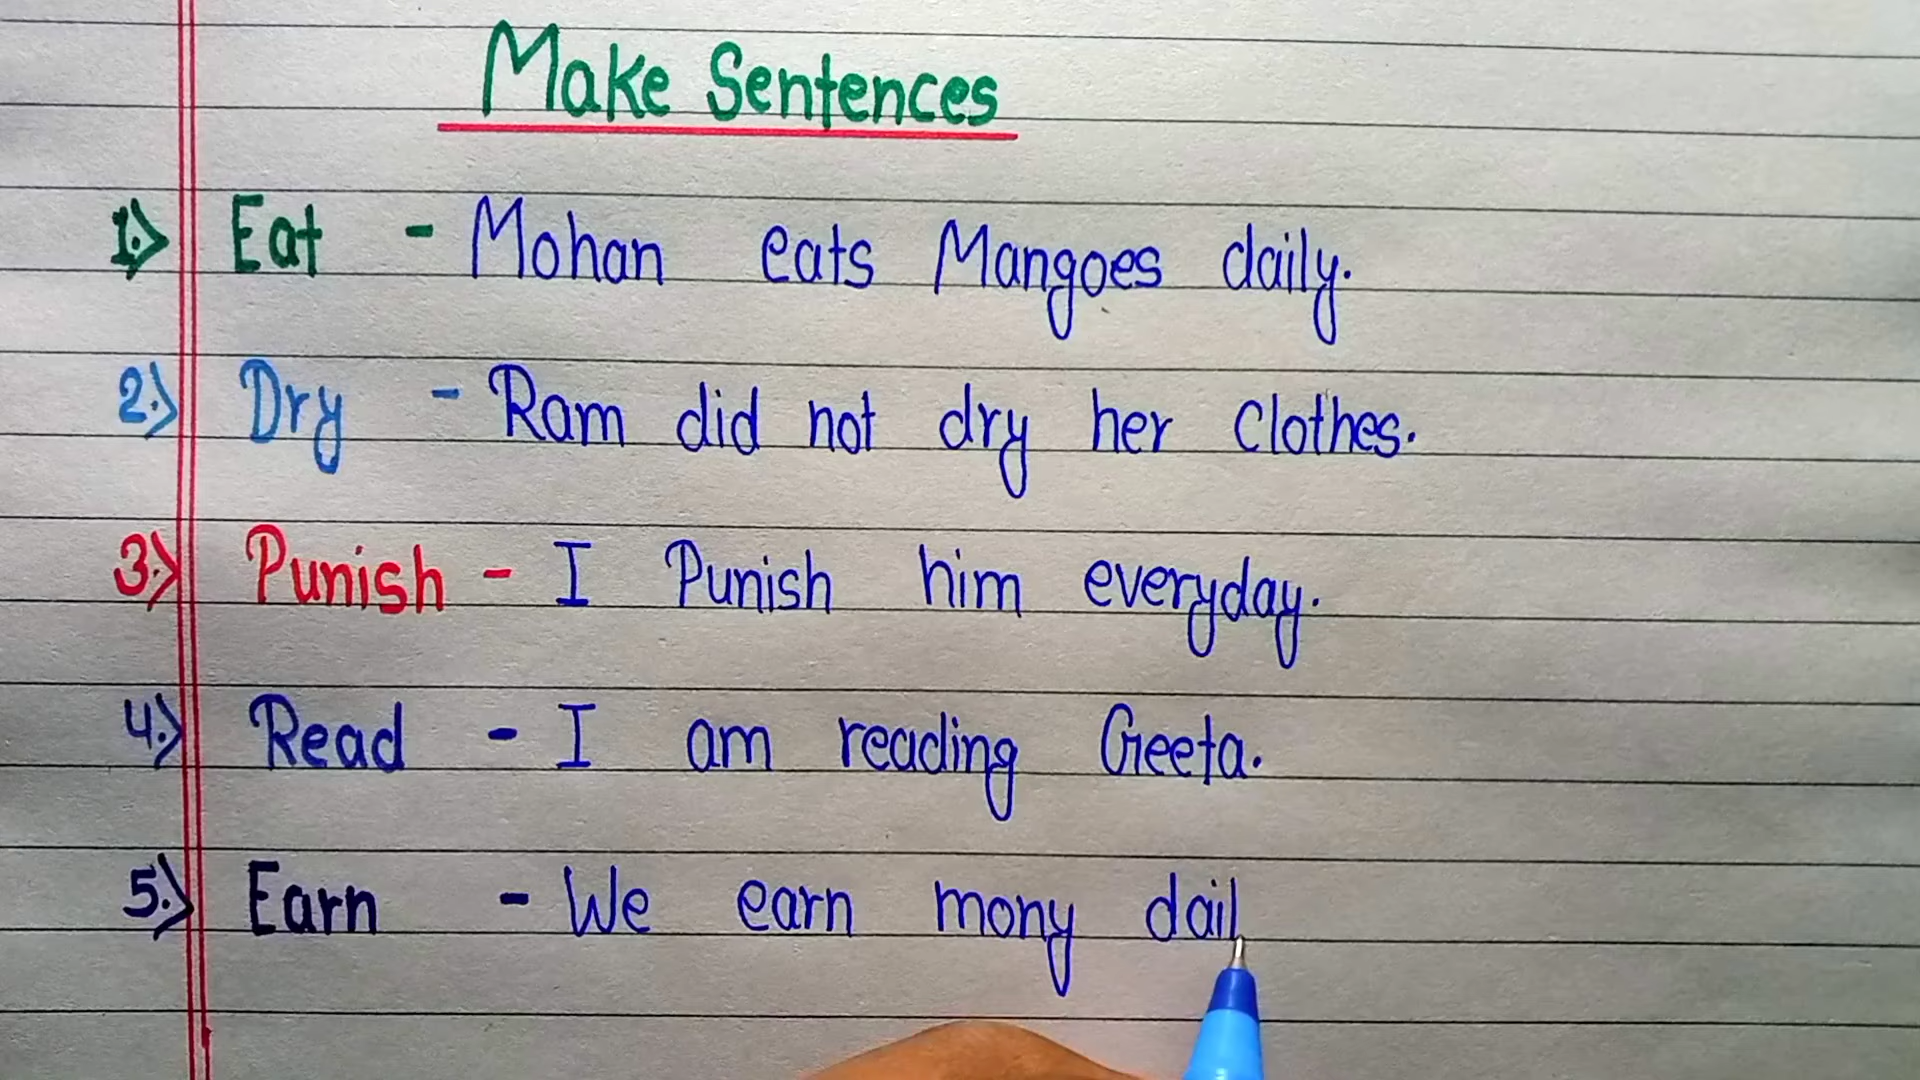 Make Sentences
1.) Eat - Mohan eats Mangoes daily.
2.) Dry - Ram did not dry her Clothes.
3.) Punish - I Punish him everyday.
4.) Read - I am reading Geeta.
5.) Earn - We earn mony dail